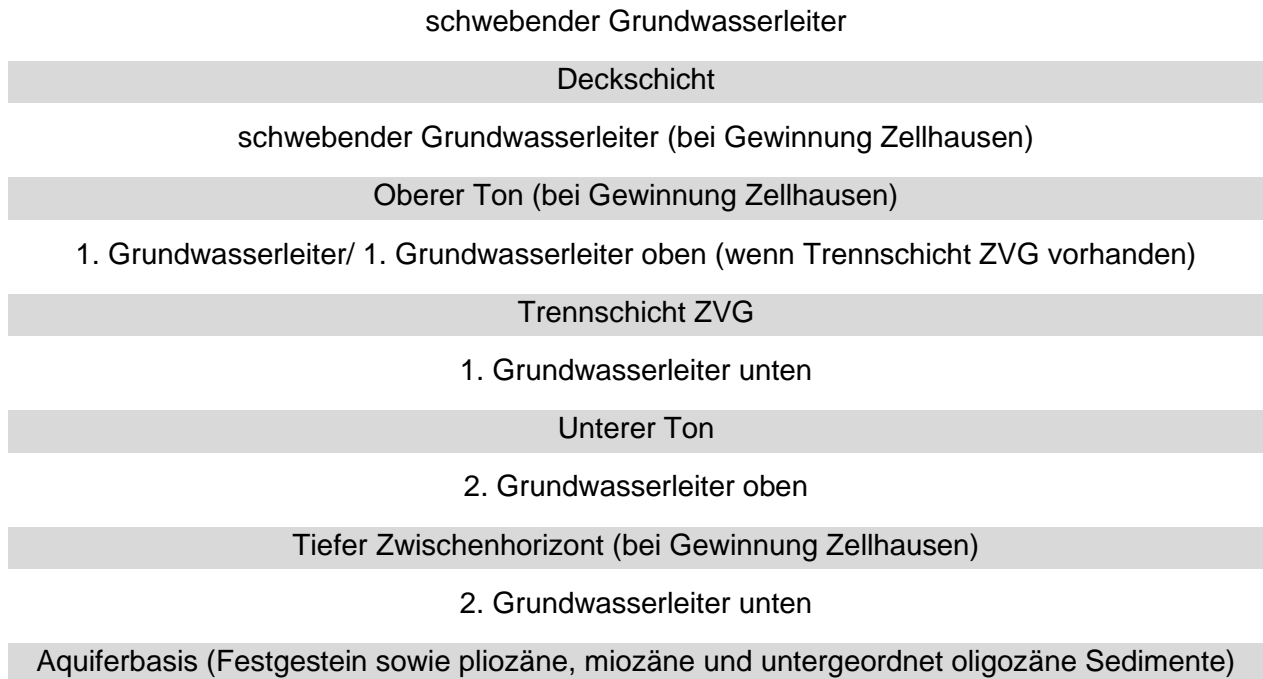 schwebender Grundwasserleiter
Deckschicht
schwebender Grundwasserleiter (bei Gewinnung Zellhausen)
Oberer Ton (bei Gewinnung Zellhausen)
1. Grundwasserleiter/ 1. Grundwasserleiter oben (wenn Trennschicht ZVG vorhanden)
Trennschicht ZVG
1. Grundwasserleiter unten
Unterer Ton
2. Grundwasserleiter oben
Tiefer Zwischenhorizont (bei Gewinnung Zellhausen)
2. Grundwasserleiter unten
Aquiferbasis (Festgestein sowie pliozäne, miozäne und untergeordnet oligozäne Sedimente)